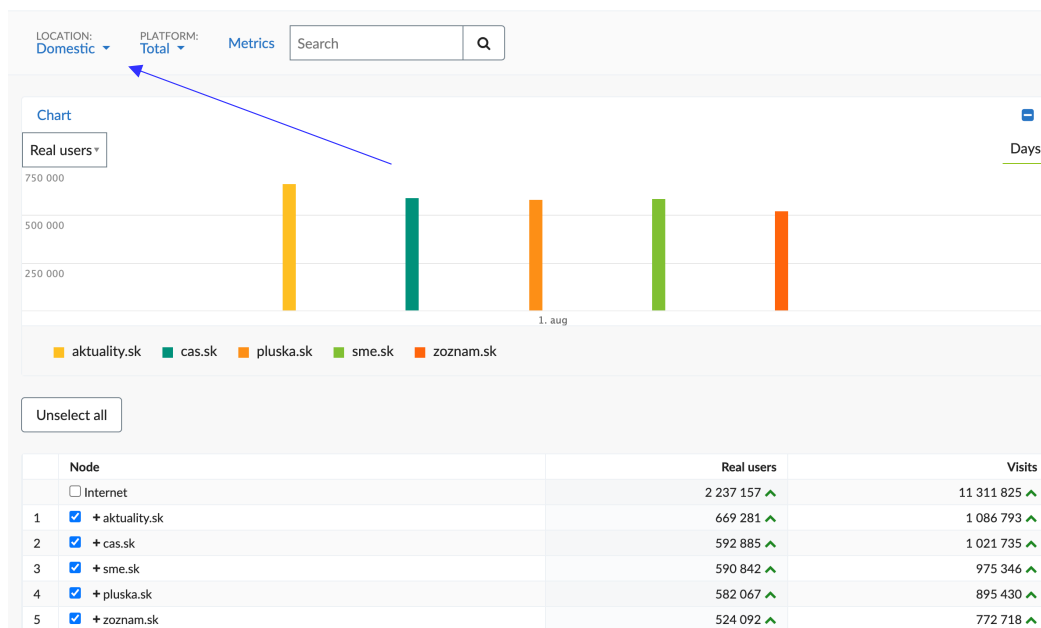 LOCATION: PLATFORM:
Domestic Total Metrics Search
Chart
Real users Days
750 000
500 000
250 000
1. aug
aktuality.sk cas.sk pluska.sk sme.sk zoznam.sk
Unselect all
Node Real users Visits
Internet 2 237 157 11 311 825
1 + aktuality.sk 669 281 1 086 793
2 + cas.sk 592 885 1 021 735
3 + sme.sk 590 842 975 346
4 + pluska.sk 582 067 895 430
5 + zoznam.sk 524 092 772 718